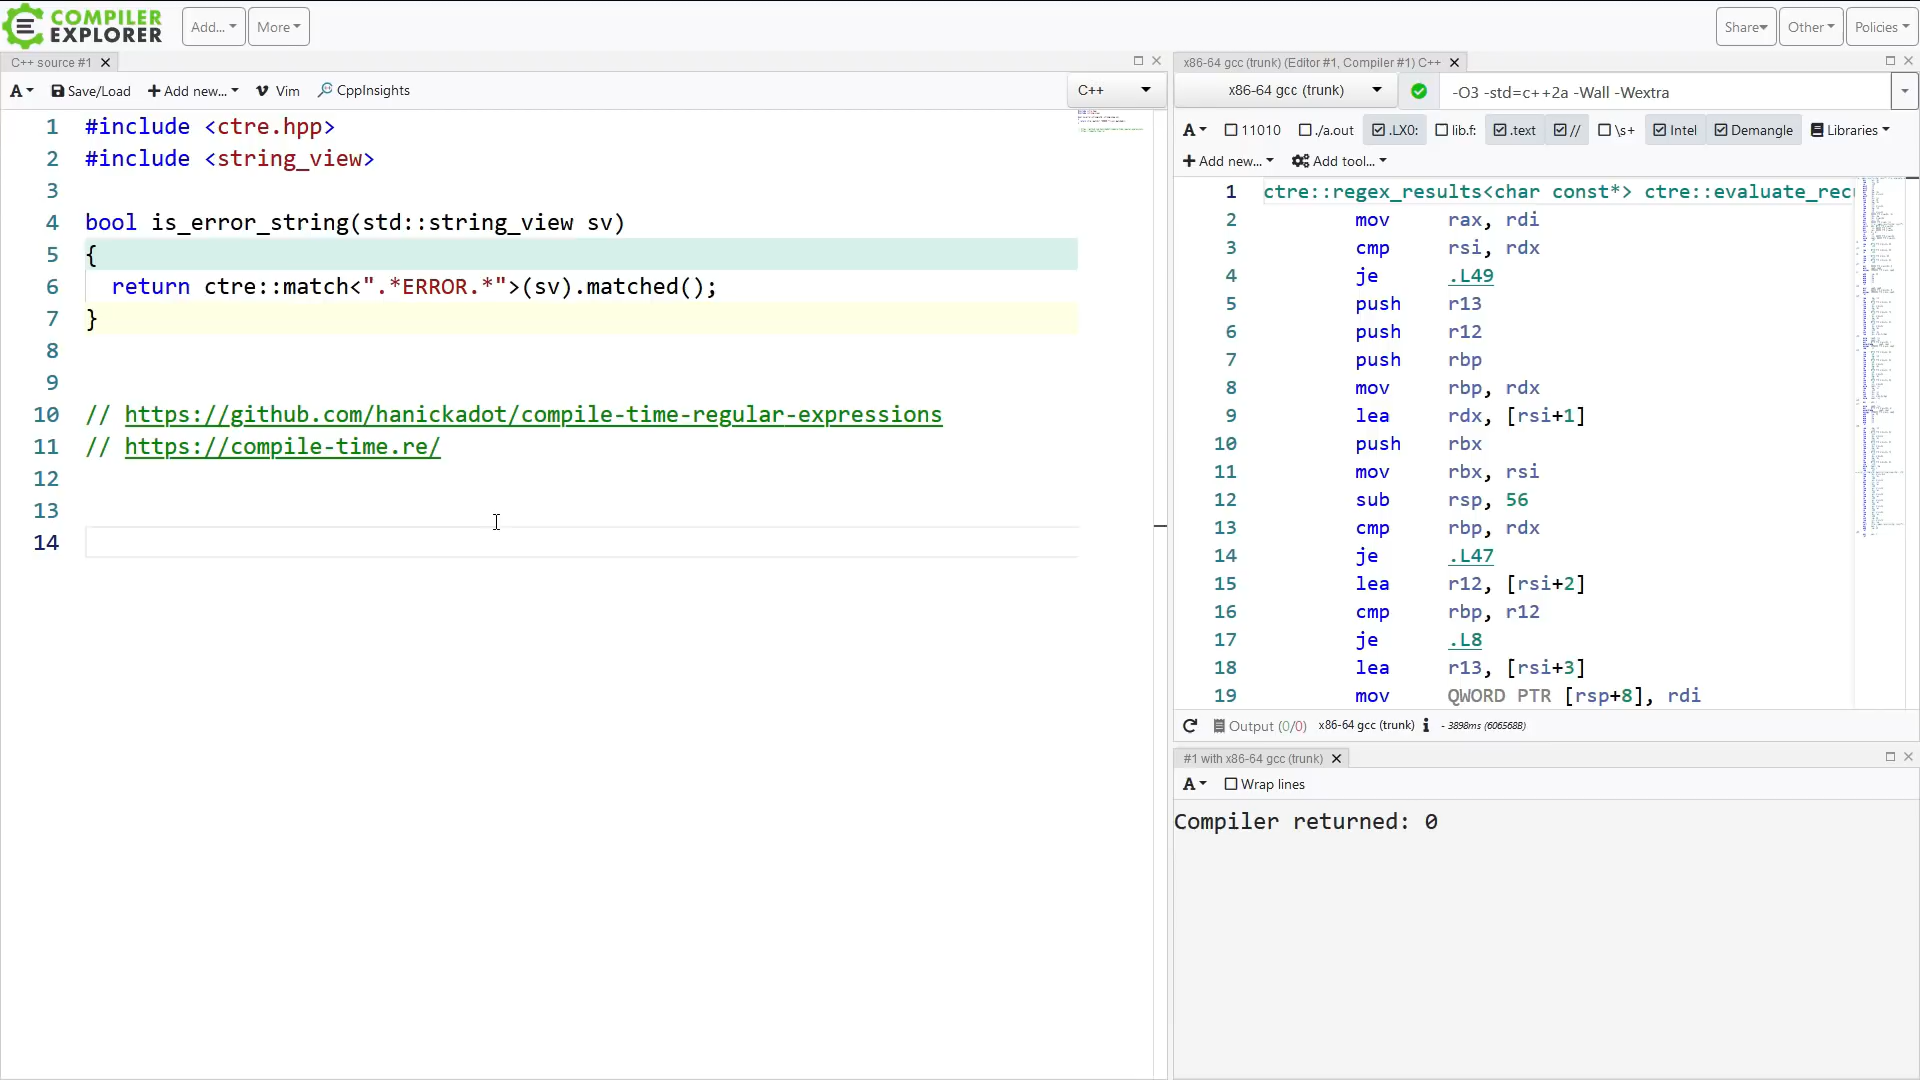 COMPILER
EXPLORER
Add...
More
Share
Other
Policies
C++ source #1
A
Save/Load
Add new...
Vim
CppInsights
C++
1 #include <ctre.hpp>
2 #include <string_view>
3
4 bool is_error_string(std::string_view sv)
5 {
6 return ctre::match<".*ERROR.*">(sv).matched();
7 }
8
9
10 // https://github.com/hanickadot/compile-time-regular-expressions
11 // https://compile-time.re/
12
13
14
x86-64 gcc (trunk) (Editor #1, Compiler #1) C++
x86-64 gcc (trunk)
-O3 -std=c++2a -Wall -Wextra
A
11010
./a.out
.LX0:
lib.f:
.text
//
\s+
Intel
Demangle
Libraries
Add new...
Add tool...
1 ctre::regex_results<char const*> ctre::evaluate_rec
2 mov rax, rdi
3 cmp rsi, rdx
4 je .L49
5 push r13
6 push r12
7 push rbp
8 mov rbp, rdx
9 lea rdx, [rsi+1]
10 push rbx
11 mov rbx, rsi
12 sub rsp, 56
13 cmp rbp, rdx
14 je .L47
15 lea r12, [rsi+2]
16 cmp rbp, r12
17 je .L8
18 lea r13, [rsi+3]
19 mov QWORD PTR [rsp+8], rdi
Output (0/0) x86-64 gcc (trunk) i - 3898ms (606568B)
#1 with x86-64 gcc (trunk)
A
Wrap lines
Compiler returned: 0